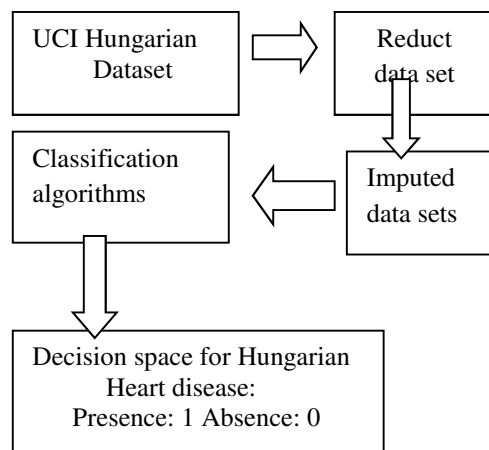 UCI Hungarian
Dataset
Reduct
data set
Imputed
data sets
Classification
algorithms
Decision space for Hungarian
Heart disease:
Presence: 1 Absence: 0